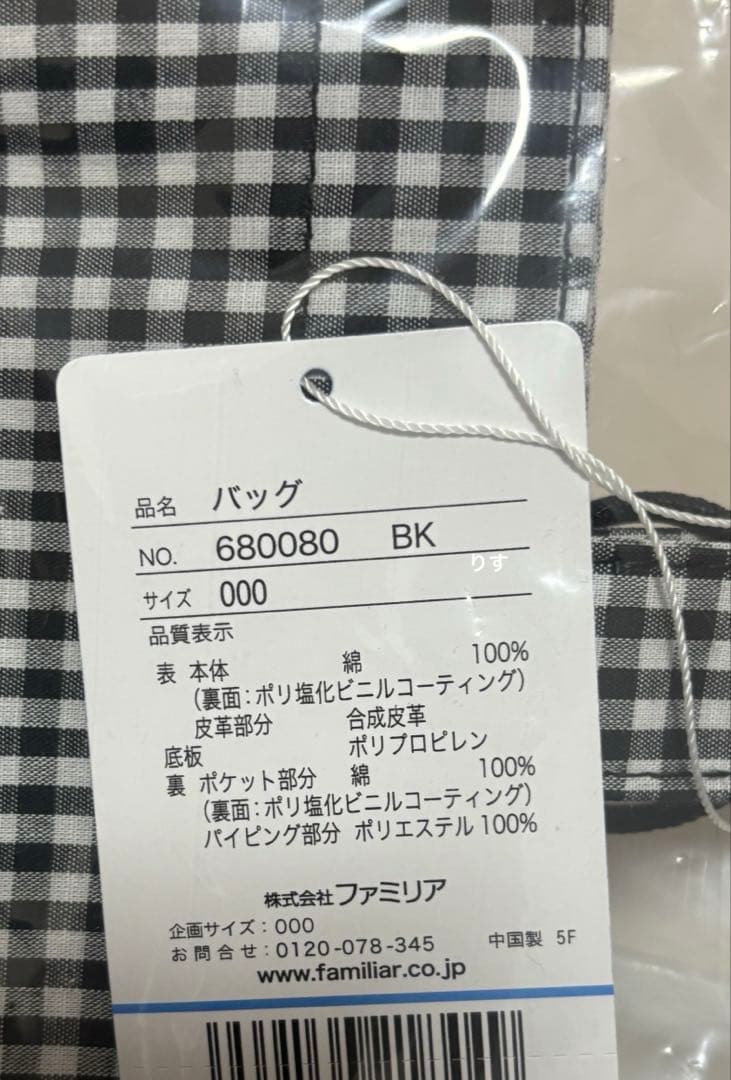 品名 バッグ
NO. 680080 BK
りす
サイズ 000
品質表示
表 本体 綿 100%
(裏面:ポリ塩化ビニルコーティング)
皮革部分 合成皮革
底板 ポリプロピレン
裏 ポケット部分 綿 100%
(裏面:ポリ塩化ビニルコーティング)
パイピング部分 ポリエステル100%
株式会社ファミリア
企画サイズ:000
お問合せ:0120-078-345 中国製 5F
www.familiar.co.jp